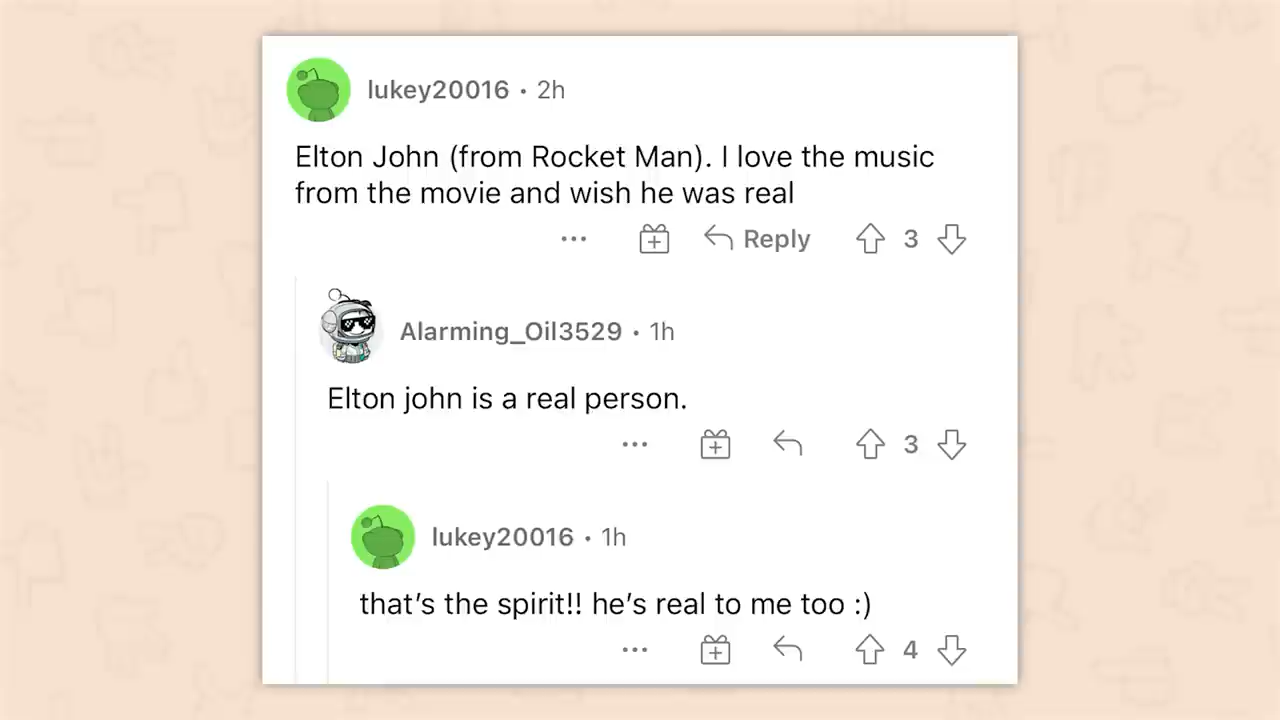 lukey20016 • 2h
Elton John (from Rocket Man). I love the music
from the movie and wish he was real
... Reply 3
Alarming_Oil3529 • 1h
Elton john is a real person.
... 3
lukey20016 • 1h
that's the spirit!! he's real to me too :)
... 4